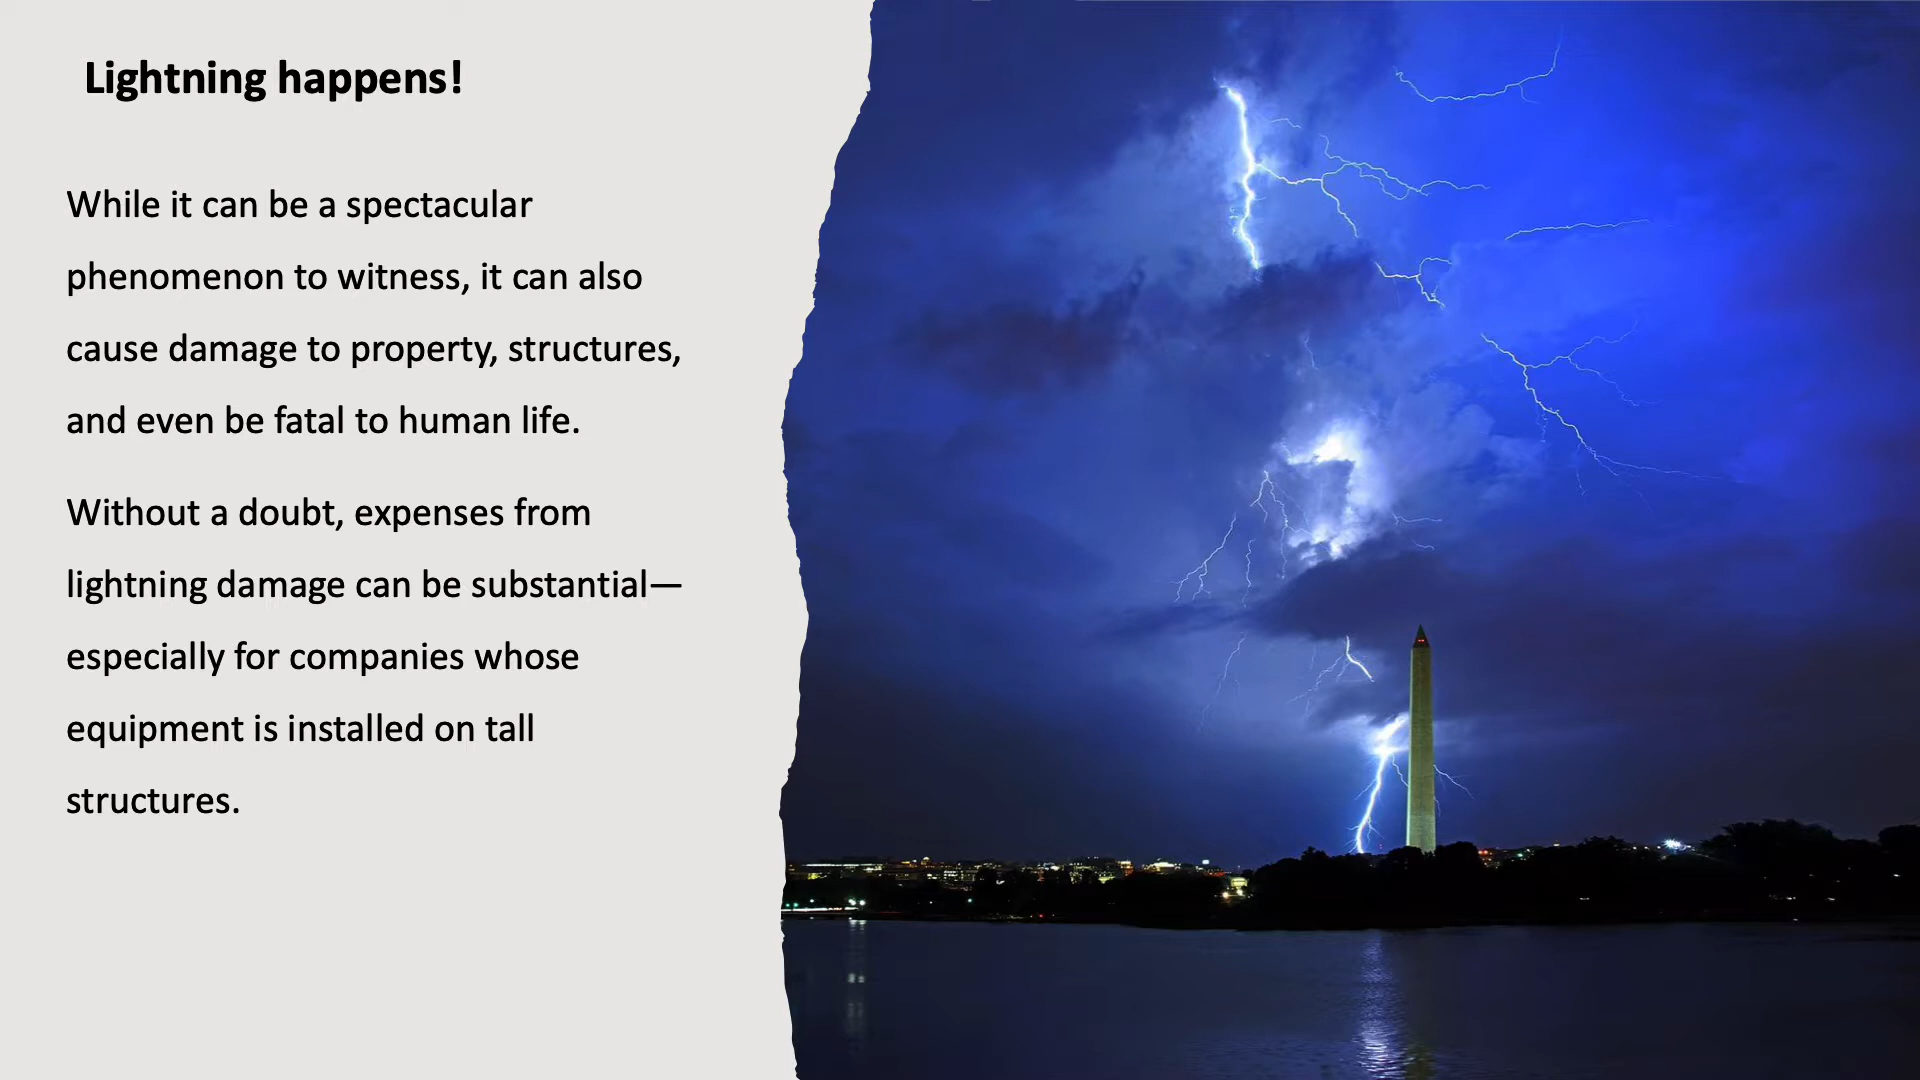 Lightning happens!
While it can be a spectacular
phenomenon to witness, it can also
cause damage to property, structures,
and even be fatal to human life.
Without a doubt, expenses from
lightning damage can be substantial—
especially for companies whose
equipment is installed on tall
structures.